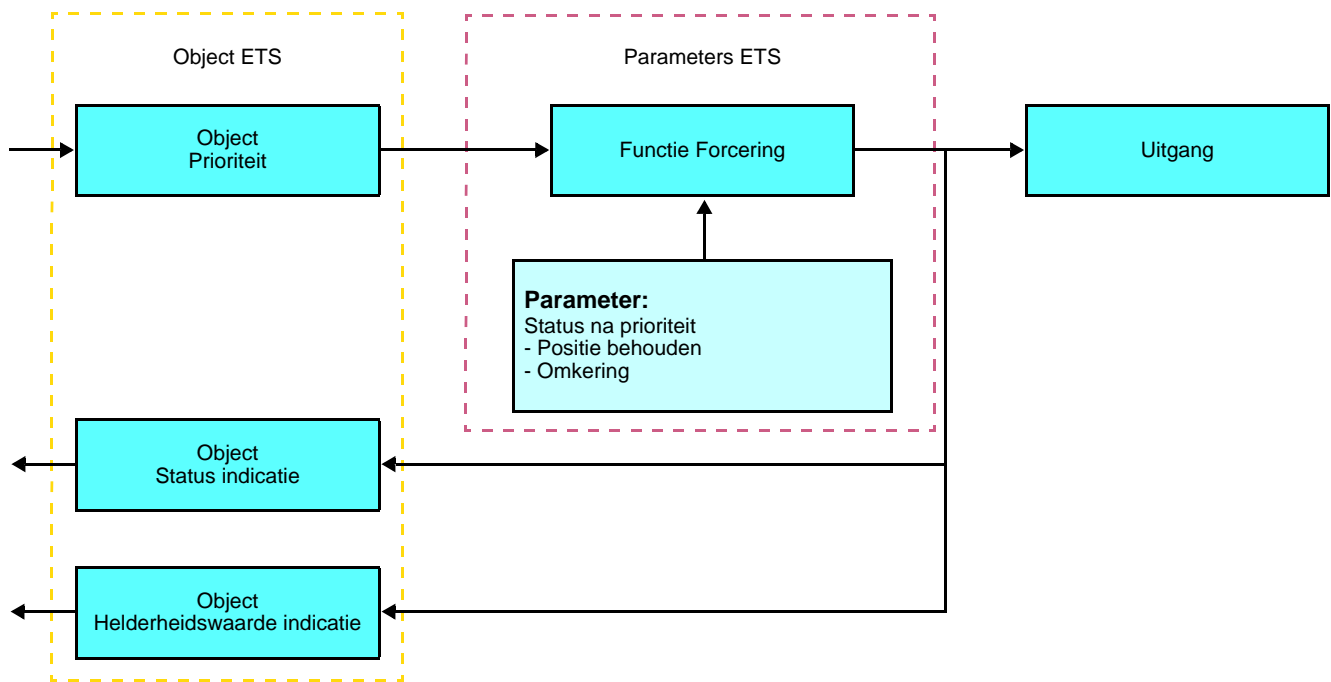 Object ETS
Parameters ETS
Object
Prioriteit
Functie Forcering
Uitgang
Parameter:
Status na prioriteit
- Positie behouden
- Omkering
Object
Status indicatie
Object
Helderheidswaarde indicatie